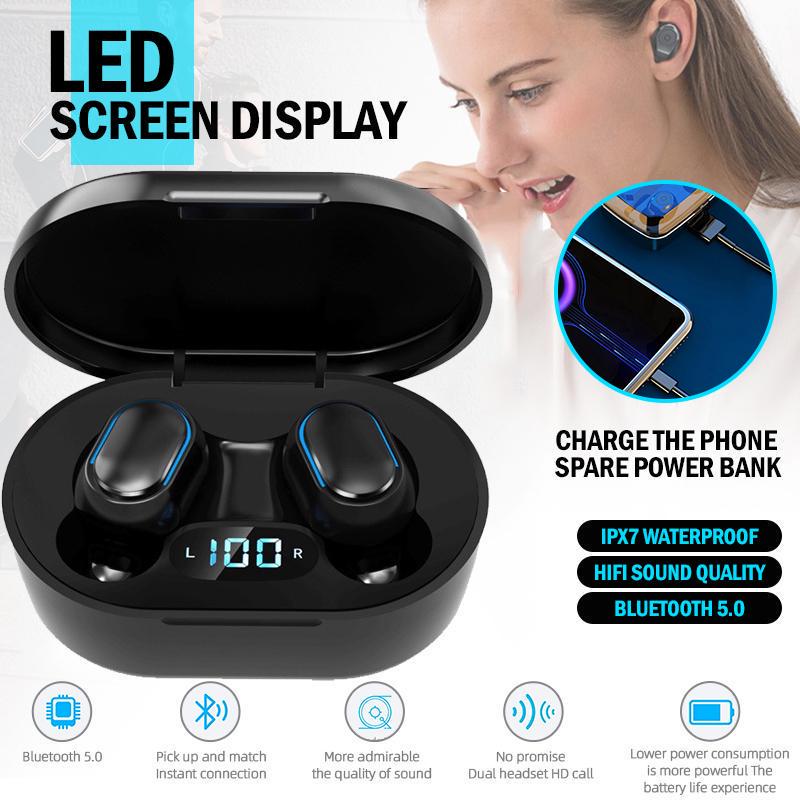 LED
SCREEN DISPLAY
L 100 R
CHARGE THE PHONE
SPARE POWER BANK
IPX7 WATERPROOF
HIFI SOUND QUALITY
BLUETOOTH 5.0
Bluetooth 5.0
Pick up and match
Instant connection
More admirable
the quality of sound
No promise
Dual headset HD call
Lower power consumption
is more powerful The
battery life experience